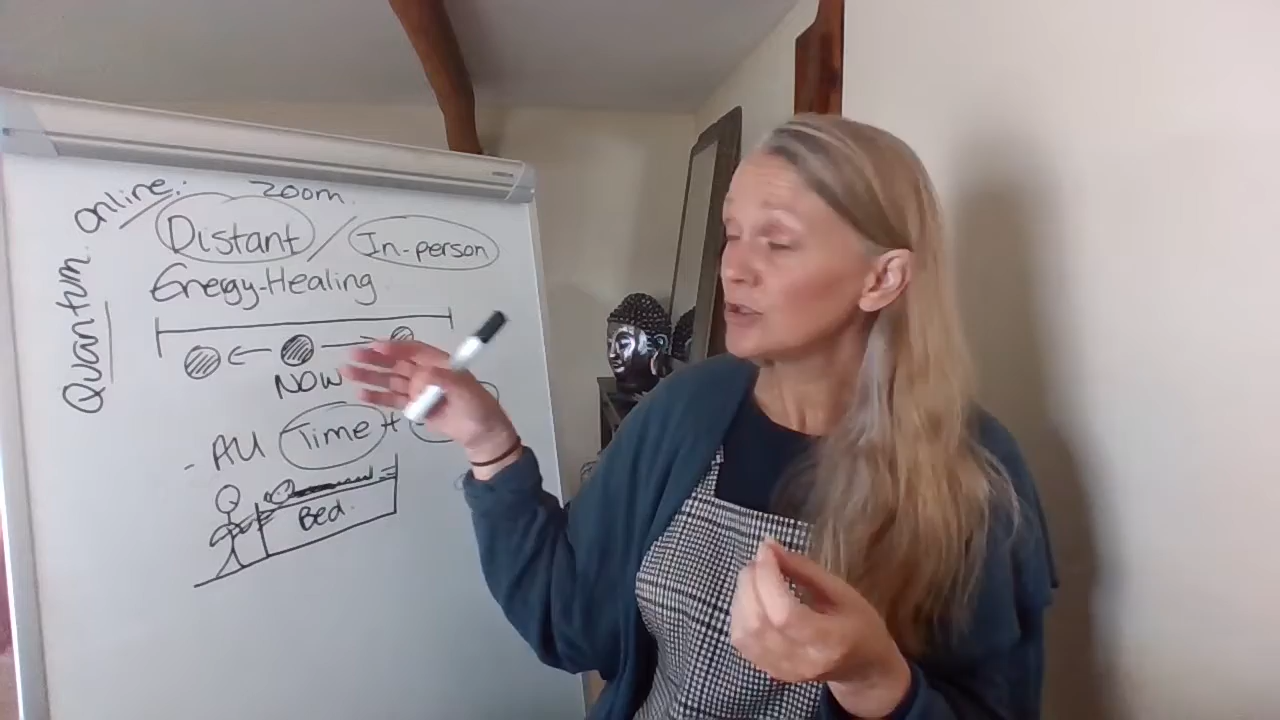 Quantum.
online:
Zoom.
Distant / In-person
Enegy-Healing
NOW
- All Time +
Bed.